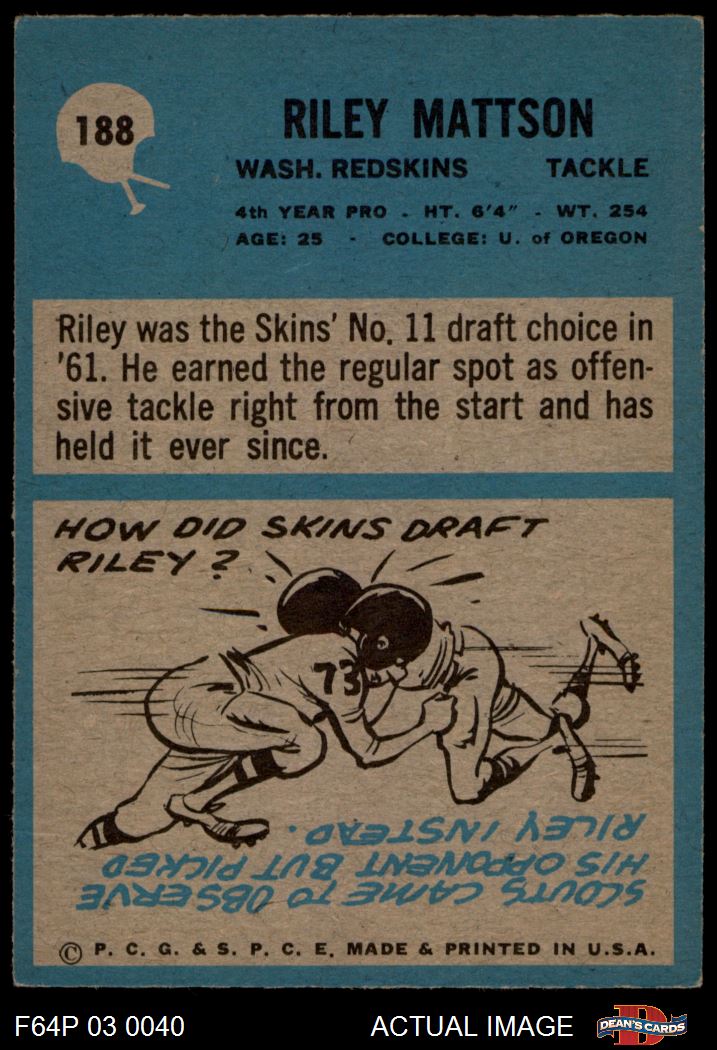 188
RILEY MATTSON
WASH. REDSKINS TACKLE
4th YEAR PRO - HT. 6'4" - WT. 254
AGE: 25 - COLLEGE: U. of OREGON
Riley was the Skins' No. 11 draft choice in
'61. He earned the regular spot as offen-
sive tackle right from the start and has
held it ever since.
HOW DID SKINS DRAFT
RILEY?
73
SCOUTS CAME TO OBSERVE
HIS OPPONENT BUT PICKED
RILEY INSTEAD.
© P. C. G. & S. P. C. E. MADE & PRINTED IN U.S.A.
F64P 03 0040 ACTUAL IMAGE D DEAN'S CARDS